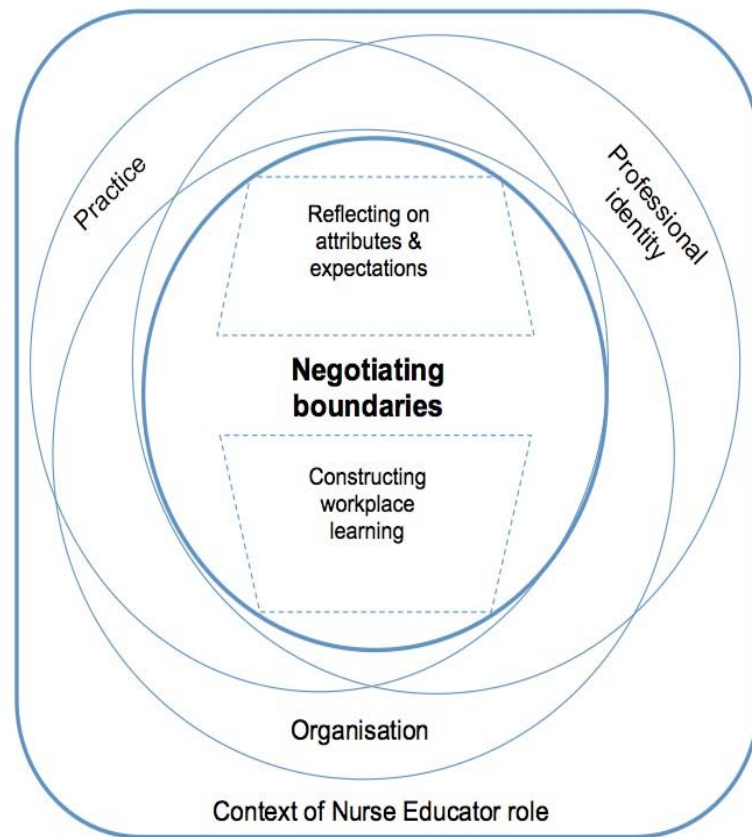 Practice
Professional
identity
Reflecting on
attributes &
expectations
Negotiating
boundaries
Constructing
workplace
learning
Organisation
Context of Nurse Educator role